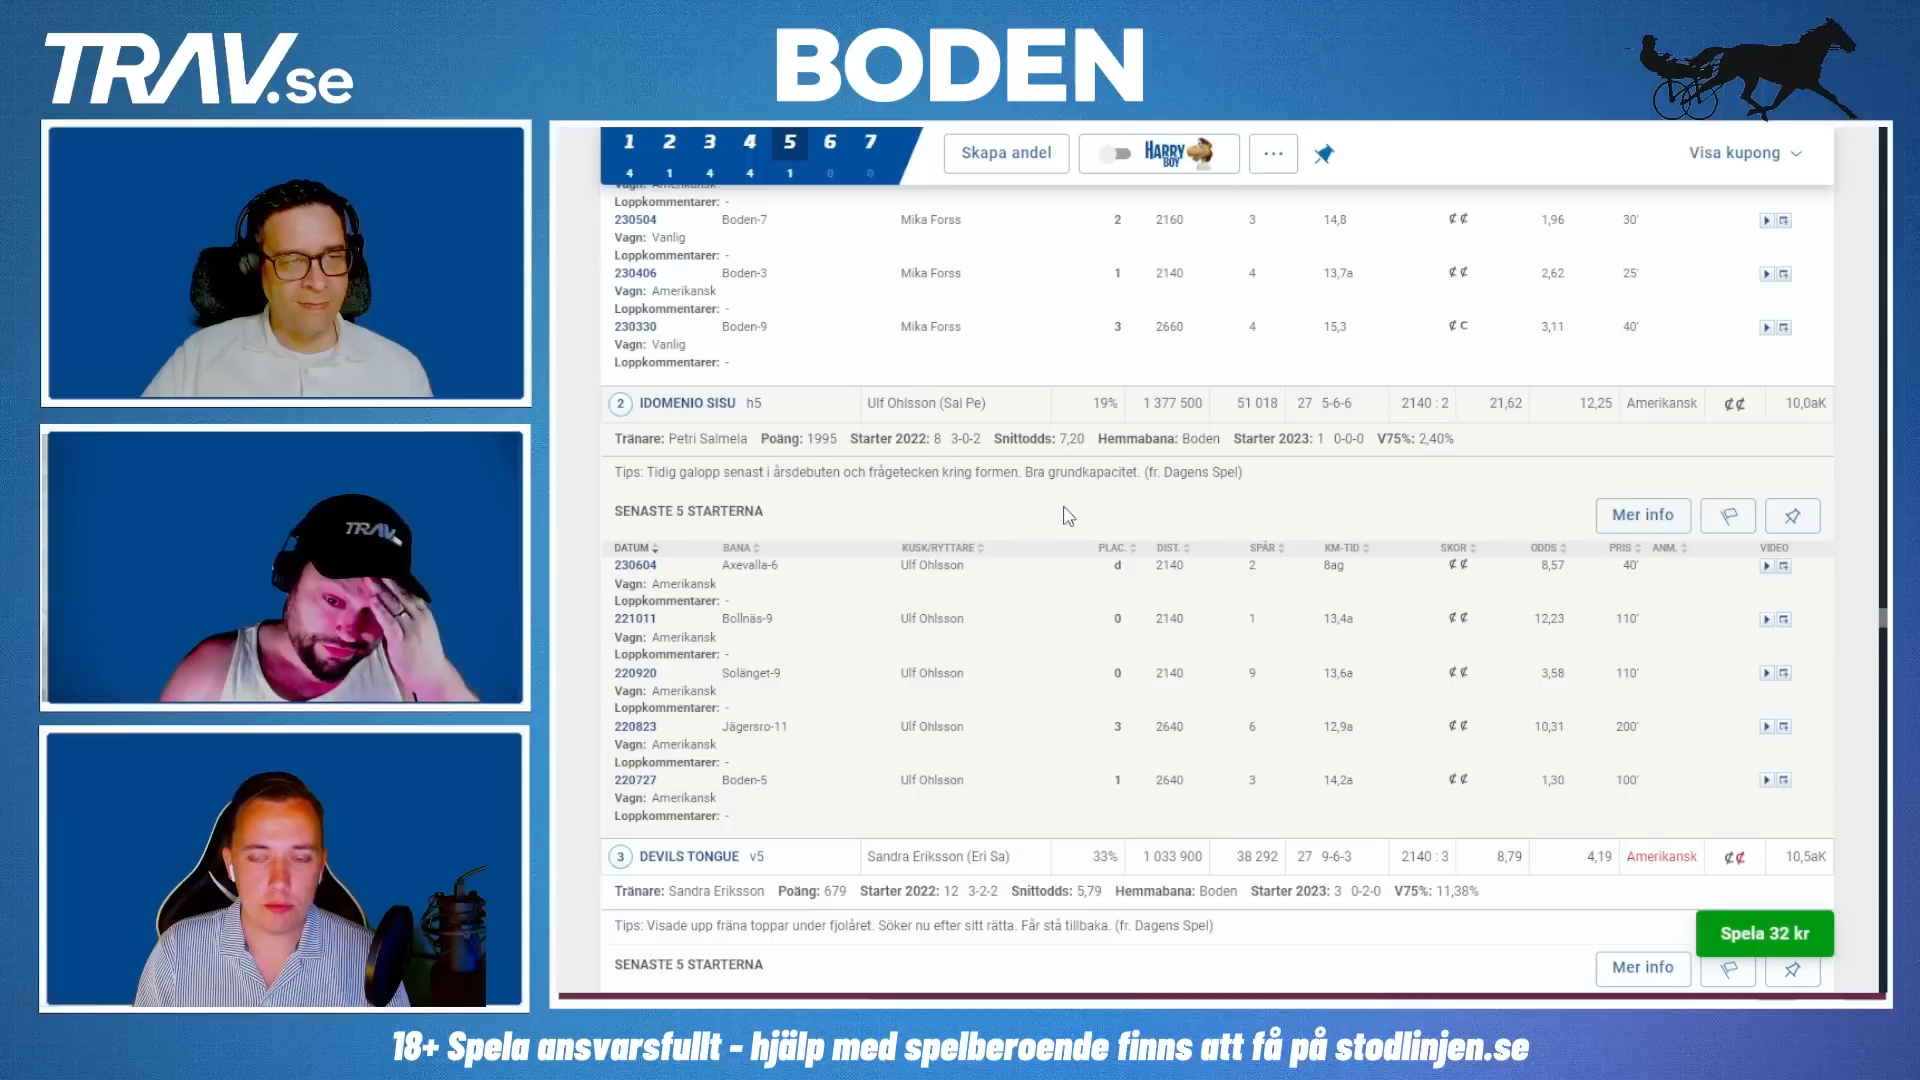 TRAV.se
BODEN
1 2 3 4 5 6 7
4 1 4 4 1 0 0
Skapa andel
HARRY BOY
...
Visa kupong
Vagn: Amerikansk
Loppkommentarer: -
230504 Boden-7 Mika Forss 2 2160 3 14,8 ₵ ₵ 1,96 30'
Vagn: Vanlig
Loppkommentarer: -
230406 Boden-3 Mika Forss 1 2140 4 13,7a ₵ ₵ 2,62 25'
Vagn: Amerikansk
Loppkommentarer: -
230330 Boden-9 Mika Forss 3 2660 4 15,3 ₵ C 3,11 40'
Vagn: Vanlig
Loppkommentarer: -
2 IDOMENIO SISU h5 Ulf Ohlsson (Sal Pe) 19% 1 377 500 51 018 27 5-6-6 2140 : 2 21,62 12,25 Amerikansk ₵₵ 10,0aK
Tränare: Petri Salmela Poäng: 1995 Starter 2022: 8 3-0-2 Snittodds: 7,20 Hemmabana: Boden Starter 2023: 1 0-0-0 V75%: 2,40%
Tips: Tidig galopp senast i årsdebuten och frågetecken kring formen. Bra grundkapacitet. (fr. Dagens Spel)
SENASTE 5 STARTERNA
Mer info
DATUM BANA KUSK/RYTTARE PLAC. DIST. SPÅR KM-TID SKOR ODDS PRIS ANM. VIDEO
230604 Axevalla-6 Ulf Ohlsson d 2140 2 8ag ₵ ₵ 8,57 40'
Vagn: Amerikansk
Loppkommentarer: -
221011 Bollnäs-9 Ulf Ohlsson 0 2140 1 13,4a ₵ ₵ 12,23 110'
Vagn: Amerikansk
Loppkommentarer: -
220920 Solänget-9 Ulf Ohlsson 0 2140 9 13,6a ₵ ₵ 3,58 110'
Vagn: Amerikansk
Loppkommentarer: -
220823 Jägersro-11 Ulf Ohlsson 3 2640 6 12,9a ₵ ₵ 10,31 200'
Vagn: Amerikansk
Loppkommentarer: -
220727 Boden-5 Ulf Ohlsson 1 2640 3 14,2a ₵ ₵ 1,30 100'
Vagn: Amerikansk
Loppkommentarer: -
3 DEVILS TONGUE v5 Sandra Eriksson (Eri Sa) 33% 1 033 900 38 292 27 9-6-3 2140 : 3 8,79 4,19 Amerikansk ₵₵ 10,5aK
Tränare: Sandra Eriksson Poäng: 679 Starter 2022: 12 3-2-2 Snittodds: 5,79 Hemmabana: Boden Starter 2023: 3 0-2-0 V75%: 11,38%
Tips: Visade upp fräna toppar under fjolåret. Söker nu efter sitt rätta. Får stå tillbaka. (fr. Dagens Spel)
Spela 32 kr
SENASTE 5 STARTERNA
Mer info
TRAV
18+ Spela ansvarsfullt - hjälp med spelberoende finns att få på stodlinjen.se